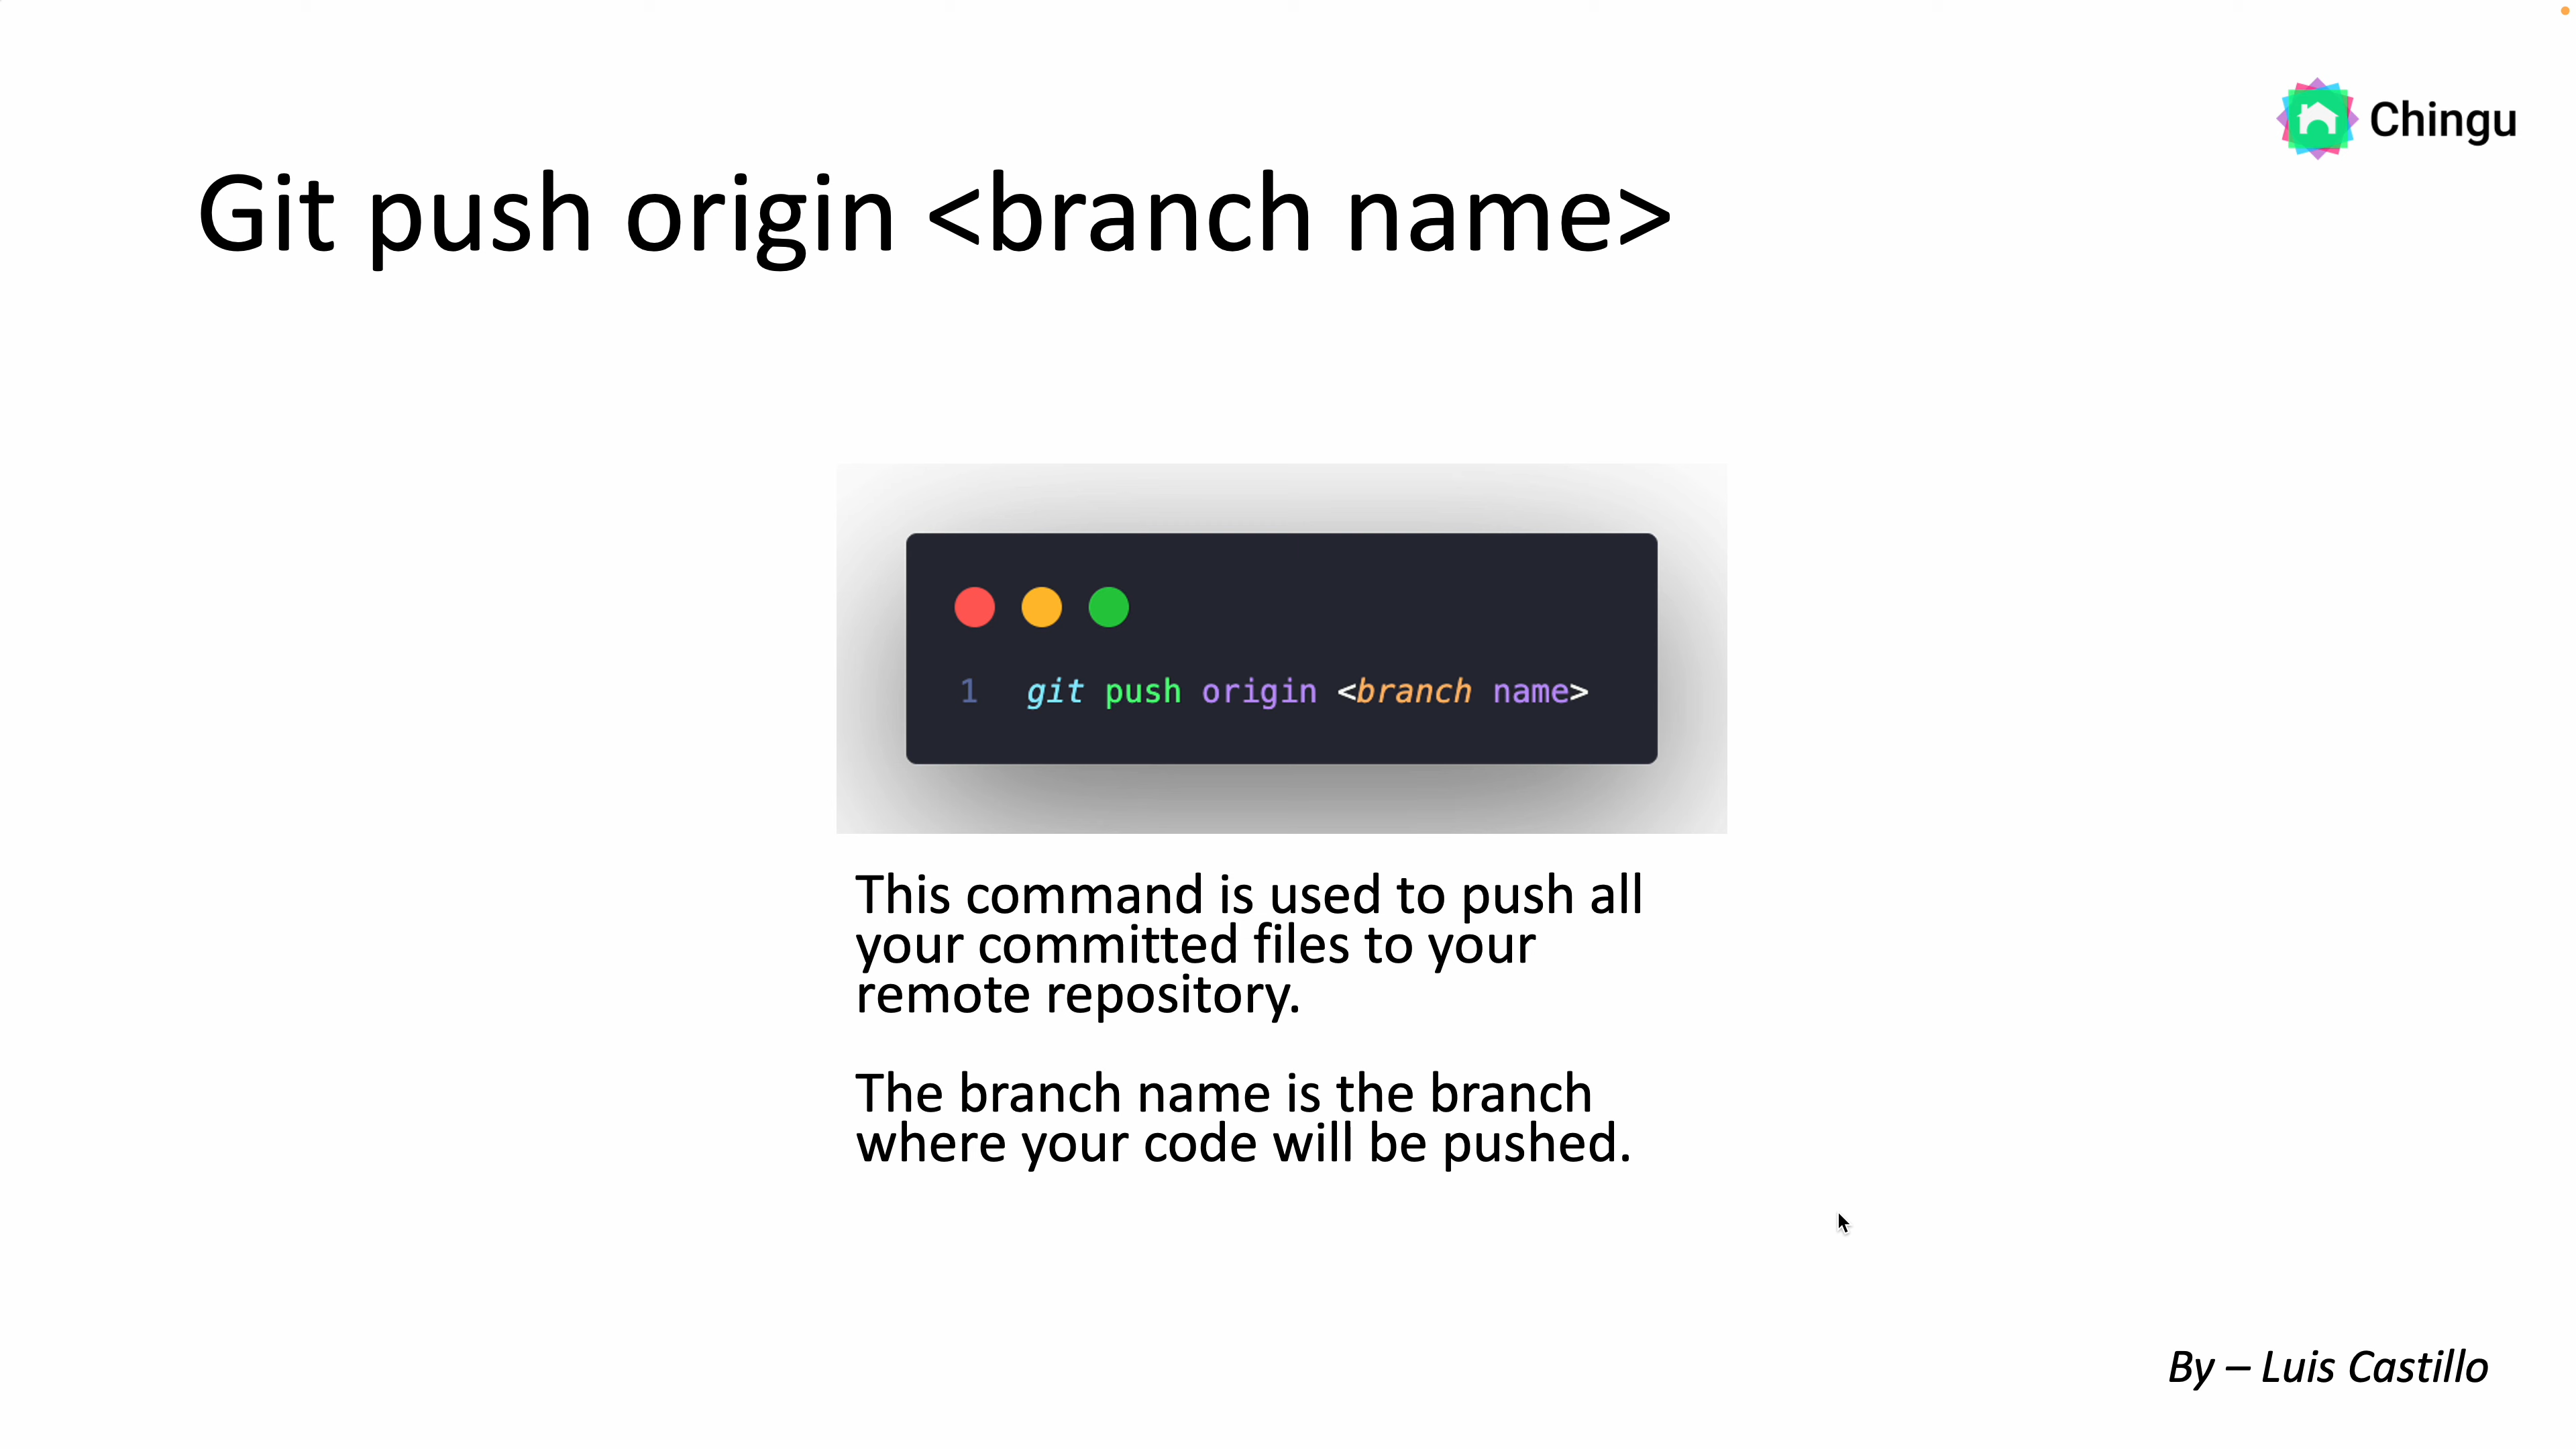 Chingu
Git push origin <branch name>
1 git push origin <branch name>
This command is used to push all
your committed files to your
remote repository.
The branch name is the branch
where your code will be pushed.
By – Luis Castillo